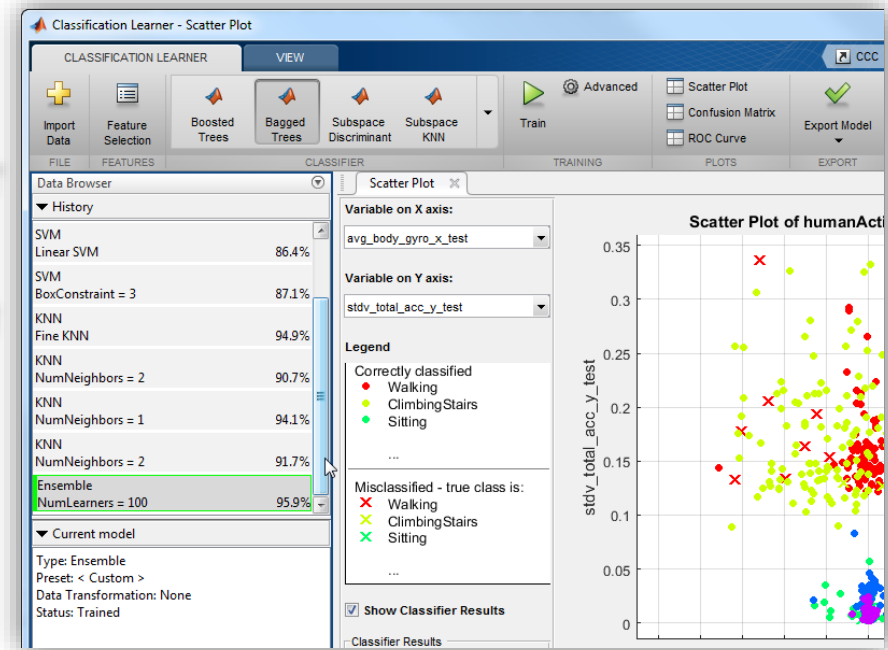 Classification Learner - Scatter Plot
CLASSIFICATION LEARNER
VIEW
CCC
Import Data
Feature Selection
Boosted Trees
Bagged Trees
Subspace Discriminant
Subspace KNN
Train
Advanced
Scatter Plot
Confusion Matrix
ROC Curve
Export Model
FILE
FEATURES
CLASSIFIER
TRAINING
PLOTS
EXPORT
Data Browser
History
SVM
Linear SVM 86.4%
SVM
BoxConstraint = 3 87.1%
KNN
Fine KNN 94.9%
KNN
NumNeighbors = 2 90.7%
KNN
NumNeighbors = 1 94.1%
KNN
NumNeighbors = 2 91.7%
Ensemble
NumLearners = 100 95.9%
Current model
Type: Ensemble
Preset: < Custom >
Data Transformation: None
Status: Trained
Scatter Plot
Variable on X axis:
avg_body_gyro_x_test
Variable on Y axis:
stdv_total_acc_y_test
Legend
Correctly classified
Walking
ClimbingStairs
Sitting
...
Misclassified - true class is:
Walking
ClimbingStairs
Sitting
...
Show Classifier Results
Classifier Results
Scatter Plot of humanActi
stdv_total_acc_y_test
0.35
0.3
0.25
0.2
0.15
0.1
0.05
0